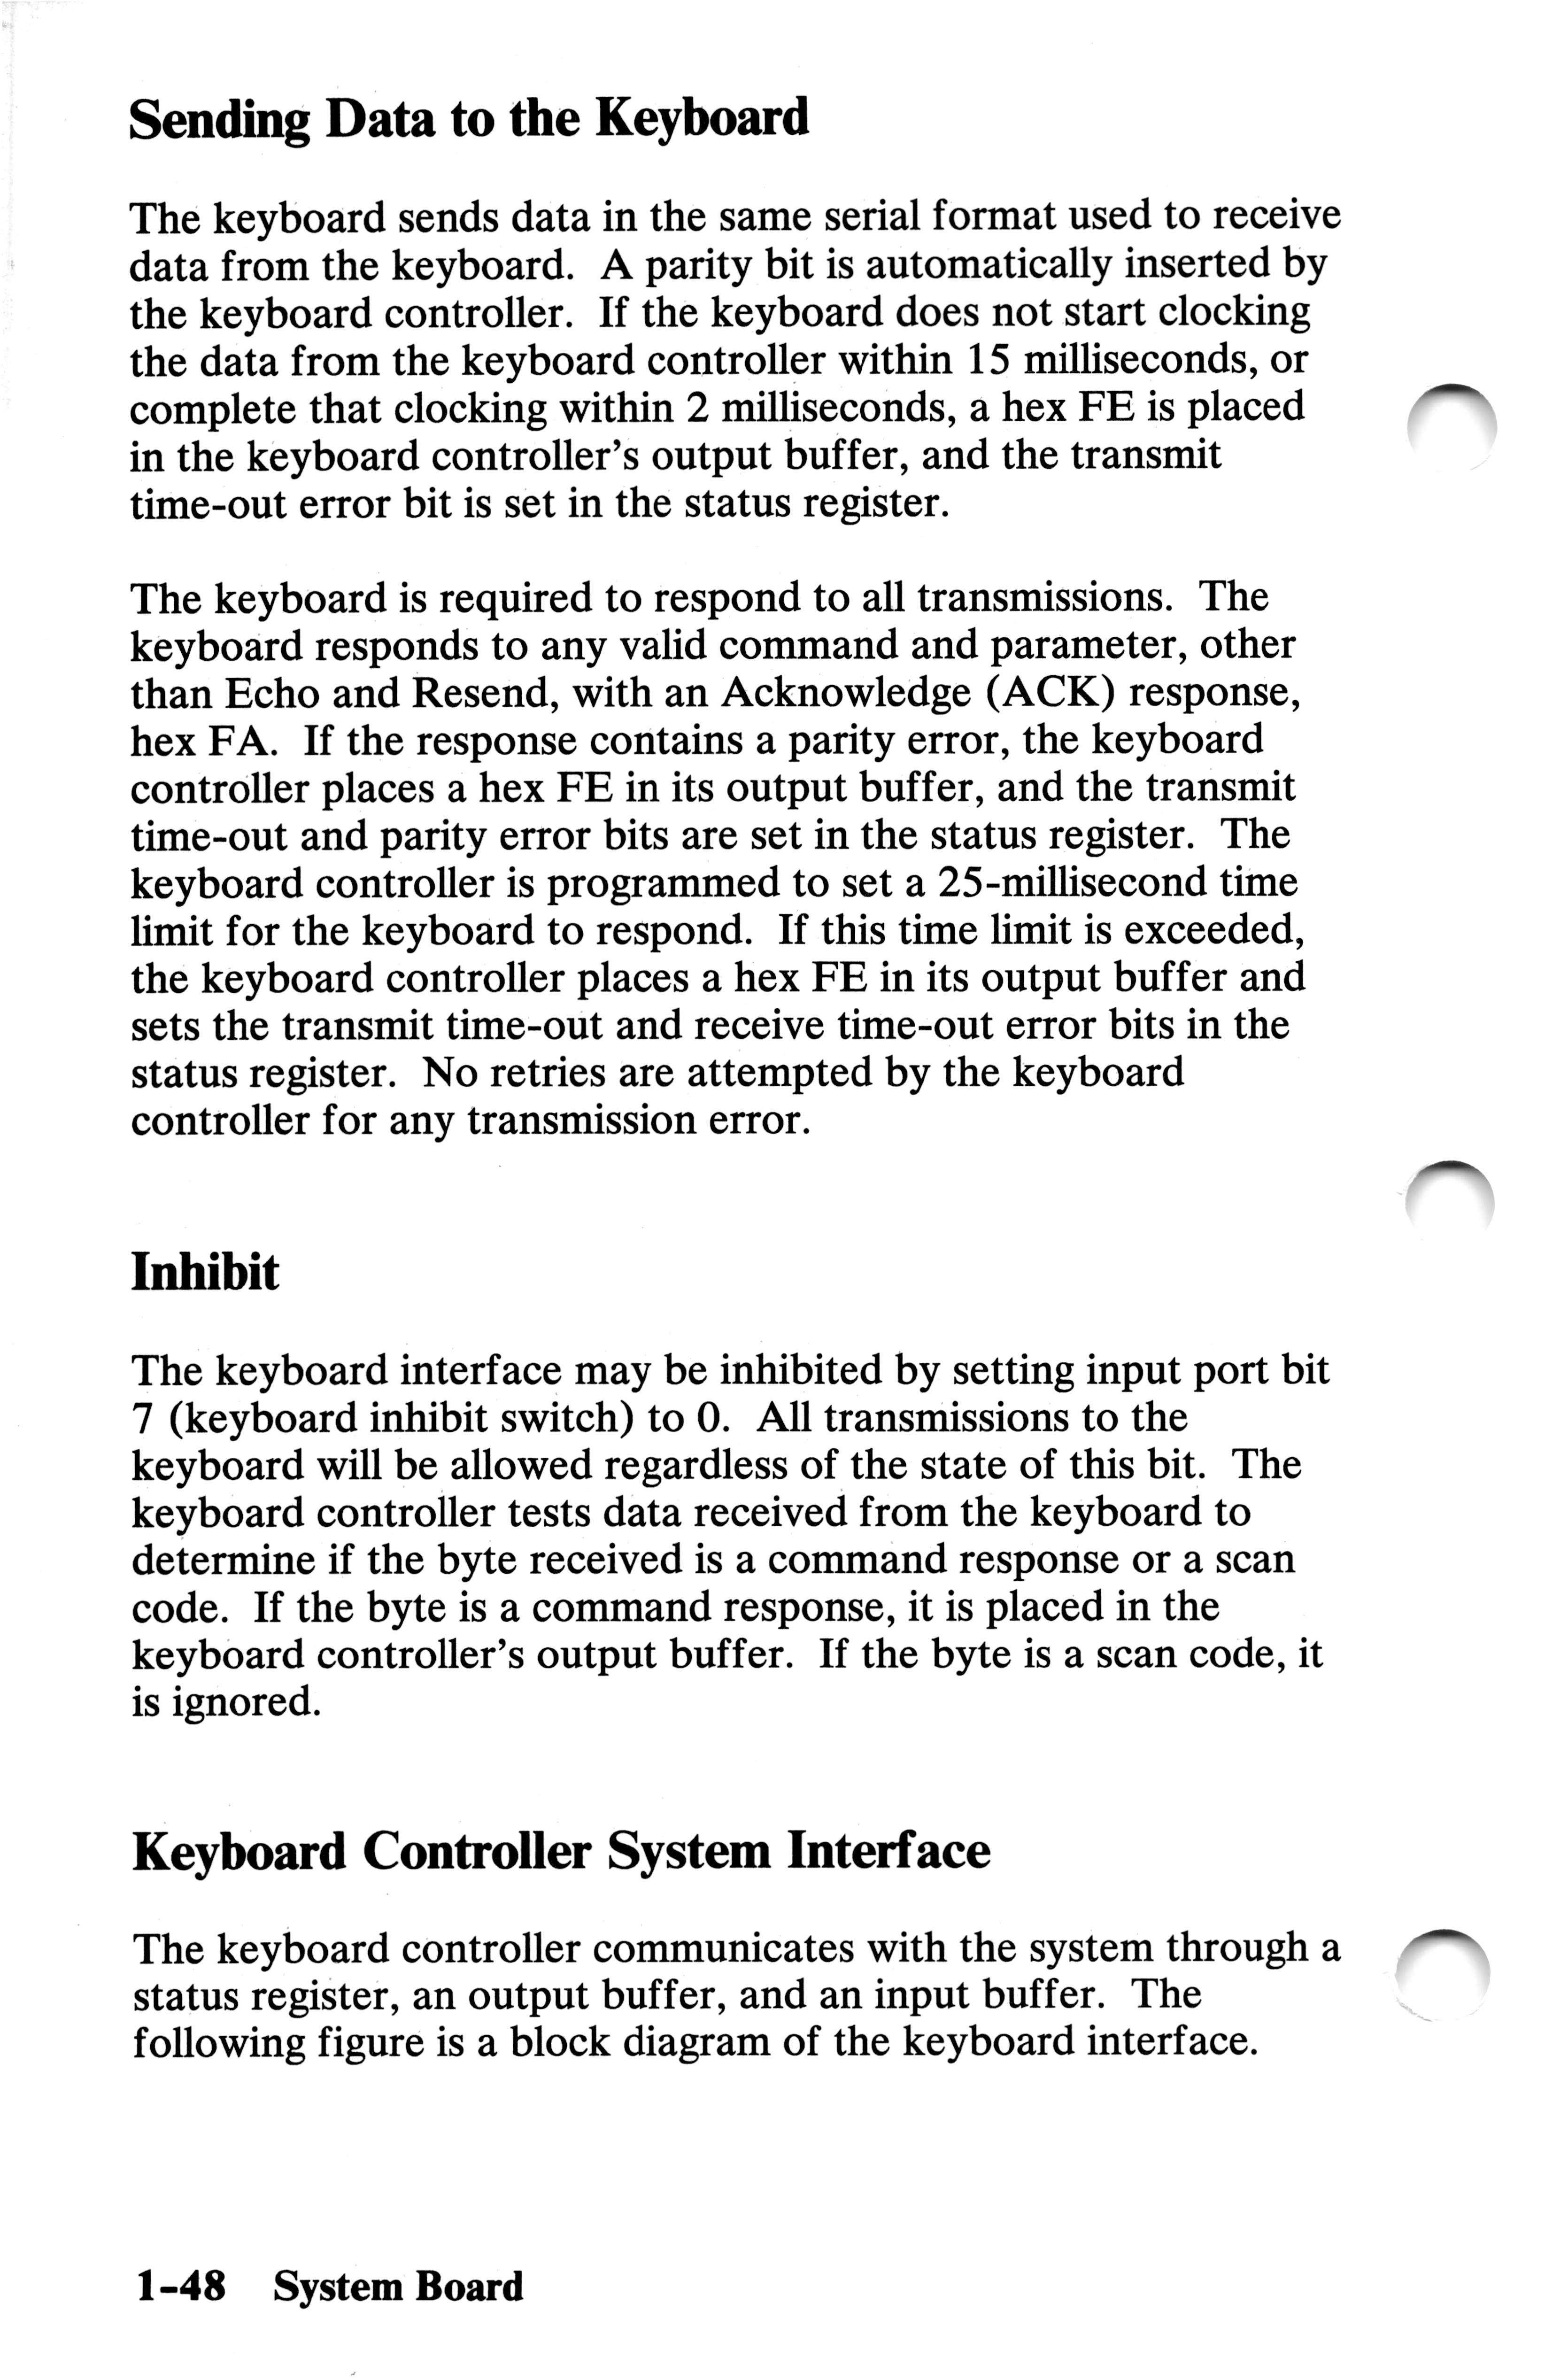 Sending Data to the Keyboard
The keyboard sends data in the same serial format used to receive
data from the keyboard. A parity bit is automatically inserted by
the keyboard controller. If the keyboard does not start clocking
the data from the keyboard controller within 15 milliseconds, or
complete that clocking within 2 milliseconds, a hex FE is placed
in the keyboard controller's output buffer, and the transmit
time-out error bit is set in the status register.
The keyboard is required to respond to all transmissions. The
keyboard responds to any valid command and parameter, other
than Echo and Resend, with an Acknowledge (ACK) response,
hex FA. If the response contains a parity error, the keyboard
controller places a hex FE in its output buffer, and the transmit
time-out and parity error bits are set in the status register. The
keyboard controller is programmed to set a 25-millisecond time
limit for the keyboard to respond. If this time limit is exceeded,
the keyboard controller places a hex FE in its output buffer and
sets the transmit time-out and receive time-out error bits in the
status register. No retries are attempted by the keyboard
controller for any transmission error.
Inhibit
The keyboard interface may be inhibited by setting input port bit
7 (keyboard inhibit switch) to 0. All transmissions to the
keyboard will be allowed regardless of the state of this bit. The
keyboard controller tests data received from the keyboard to
determine if the byte received is a command response or a scan
code. If the byte is a command response, it is placed in the
keyboard controller's output buffer. If the byte is a scan code, it
is ignored.
Keyboard Controller System Interface
The keyboard controller communicates with the system through a
status register, an output buffer, and an input buffer. The
following figure is a block diagram of the keyboard interface.
1-48 System Board